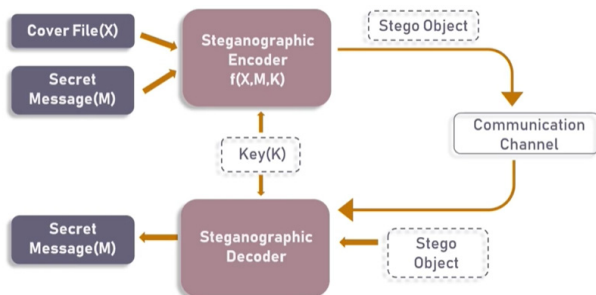 Cover File(X)
Secret
Message(M)
Steganographic
Encoder
f(X,M,K)
Stego Object
Communication
Channel
Key(K)
Secret
Message(M)
Steganographic
Decoder
Stego
Object